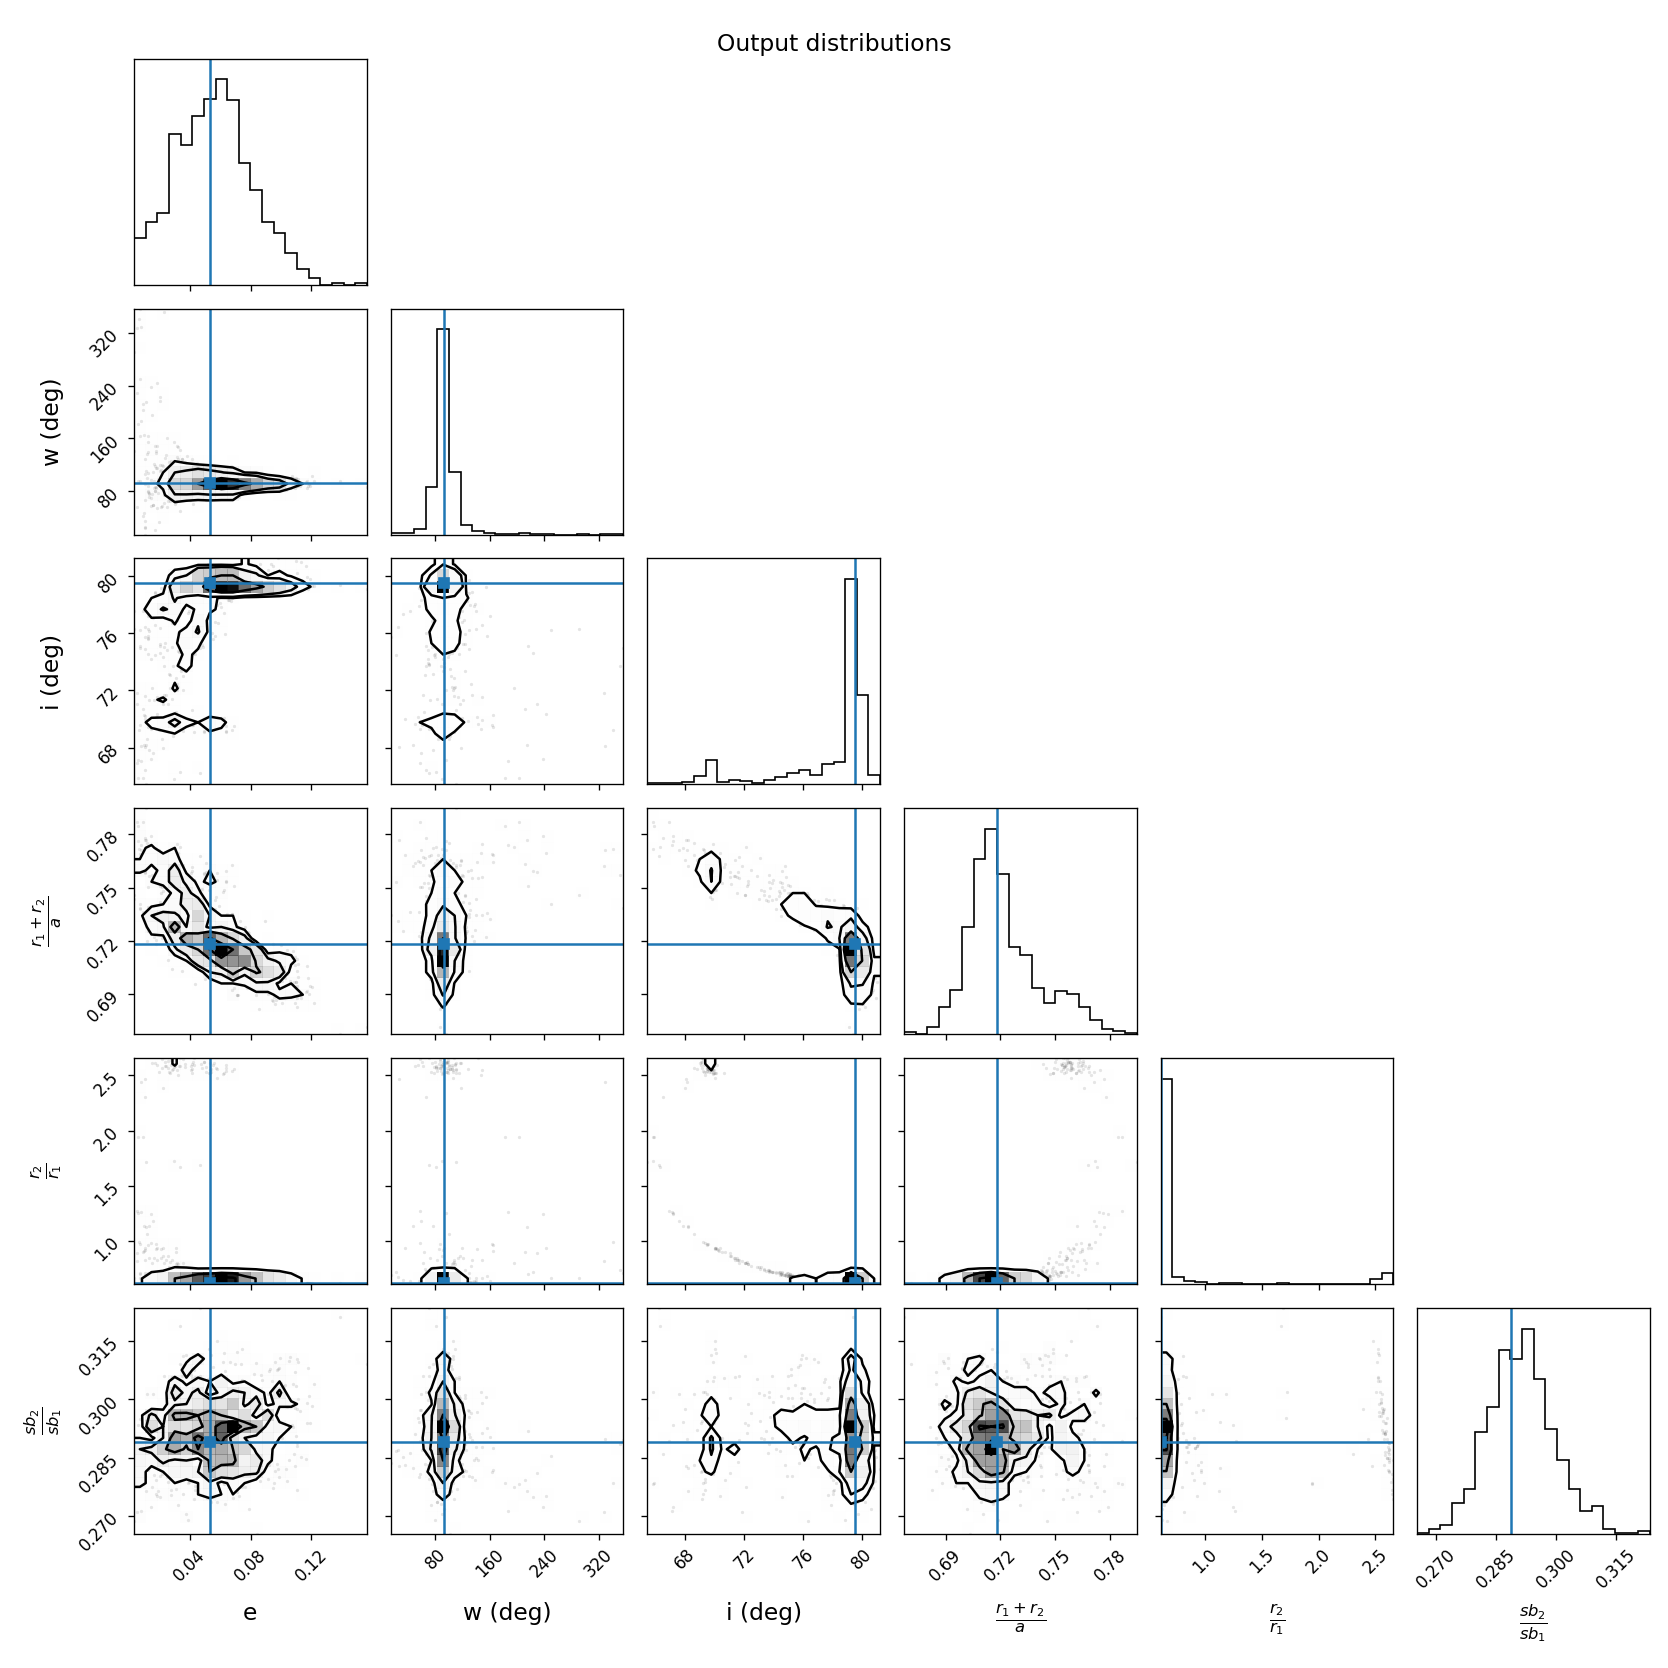 Output distributions
w (deg)
320
240
160
80
i (deg)
80
76
72
68
r₁ + r₂
a
0.78
0.75
0.72
0.69
r₂
r₁
2.5
2.0
1.5
1.0
sb₂
sb₁
0.315
0.300
0.285
0.270
0.04 0.08 0.12 80 160 240 320 68 72 76 80 0.69 0.72 0.75 0.78 1.0 1.5 2.0 2.5 0.270 0.285 0.300 0.315
e w (deg) i (deg) r₁ + r₂ r₂ sb₂
a r₁ sb₁